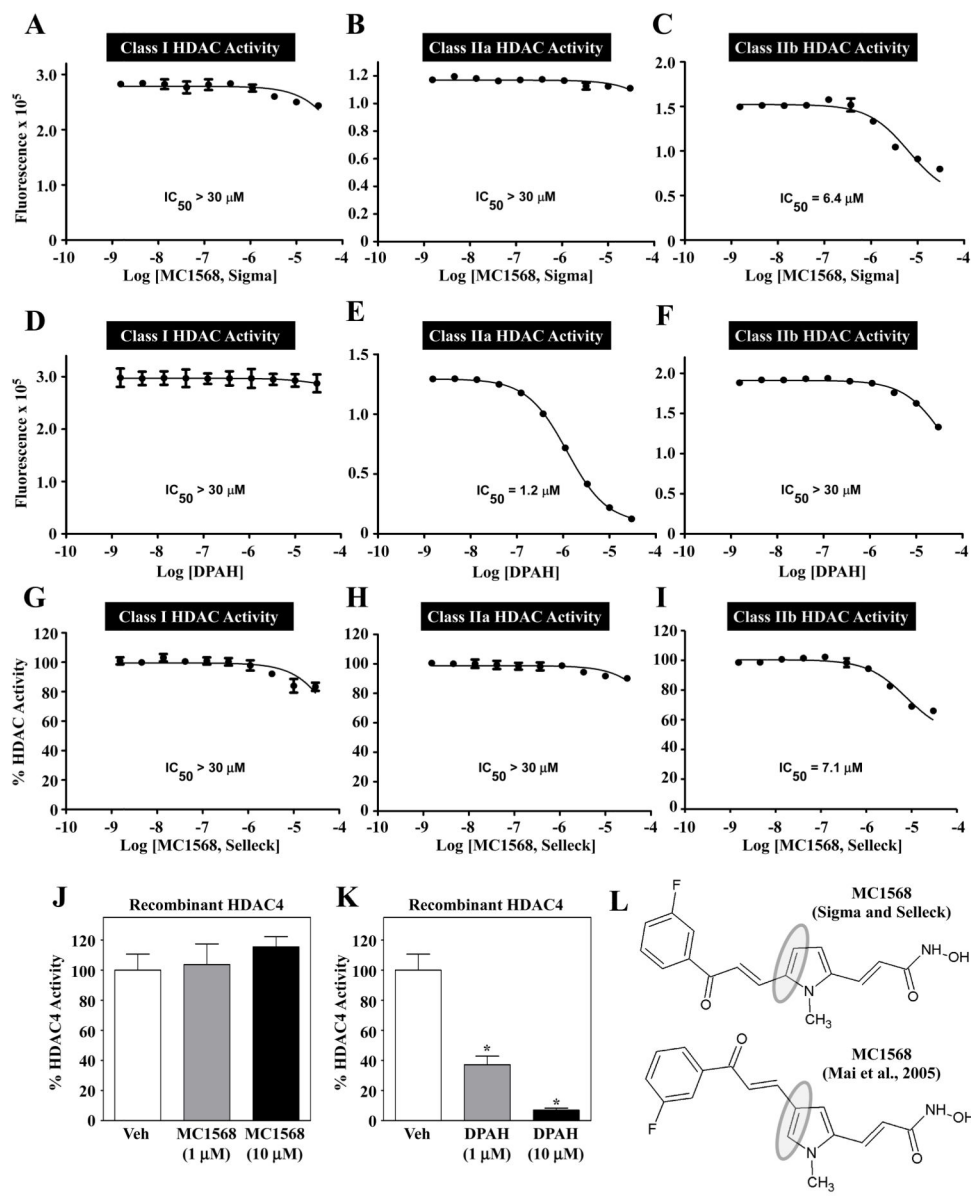 A
Class I HDAC Activity
Fluorescence x 10⁵
3.0
2.0
1.0
0
-10 -9 -8 -7 -6 -5 -4
Log [MC1568, Sigma]
IC50 > 30 µM
B
Class IIa HDAC Activity
1.4
1.2
1.0
0.8
0.6
0.4
0.2
0
-10 -9 -8 -7 -6 -5 -4
Log [MC1568, Sigma]
IC50 > 30 µM
C
Class IIb HDAC Activity
2.0
1.5
1.0
0.5
0
-10 -9 -8 -7 -6 -5 -4
Log [MC1568, Sigma]
IC50 = 6.4 µM
D
Class I HDAC Activity
Fluorescence x 10⁵
3.0
2.0
1.0
0
-10 -9 -8 -7 -6 -5 -4
Log [DPAH]
IC50 > 30 µM
E
Class IIa HDAC Activity
1.5
1.0
0.5
0
-10 -9 -8 -7 -6 -5 -4
Log [DPAH]
IC50 = 1.2 µM
F
Class IIb HDAC Activity
2.0
1.5
1.0
0.5
0
-10 -9 -8 -7 -6 -5 -4
Log [DPAH]
IC50 > 30 µM
G
Class I HDAC Activity
% HDAC Activity
120
100
80
60
40
20
0
-10 -9 -8 -7 -6 -5 -4
Log [MC1568, Selleck]
IC50 > 30 µM
H
Class IIa HDAC Activity
120
100
80
60
40
20
0
-10 -9 -8 -7 -6 -5 -4
Log [MC1568, Selleck]
IC50 > 30 µM
I
Class IIb HDAC Activity
120
100
80
60
40
20
0
-10 -9 -8 -7 -6 -5 -4
Log [MC1568, Selleck]
IC50 = 7.1 µM
J
Recombinant HDAC4
% HDAC4 Activity
120
100
80
60
40
20
0
Veh MC1568 MC1568
(1 µM) (10 µM)
K
Recombinant HDAC4
% HDAC4 Activity
120
100
80
60
40
20
0
* *
Veh DPAH DPAH
(1 µM) (10 µM)
L
MC1568
(Sigma and Selleck)
F
O
N
CH3
O
NH
OH
MC1568
(Mai et al., 2005)
O
F
N
CH3
O
NH
OH